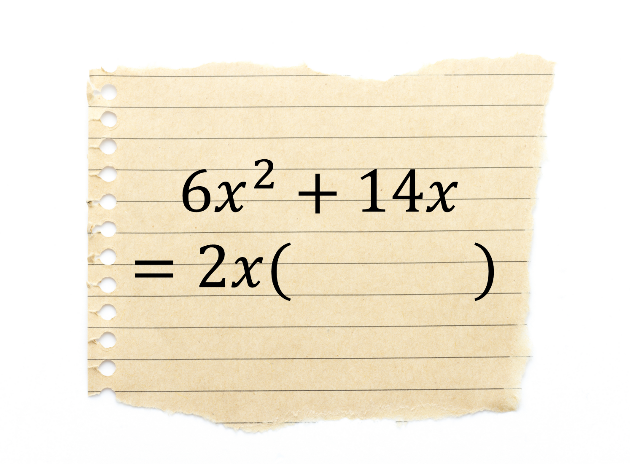 6x² + 14x
= 2x(          )